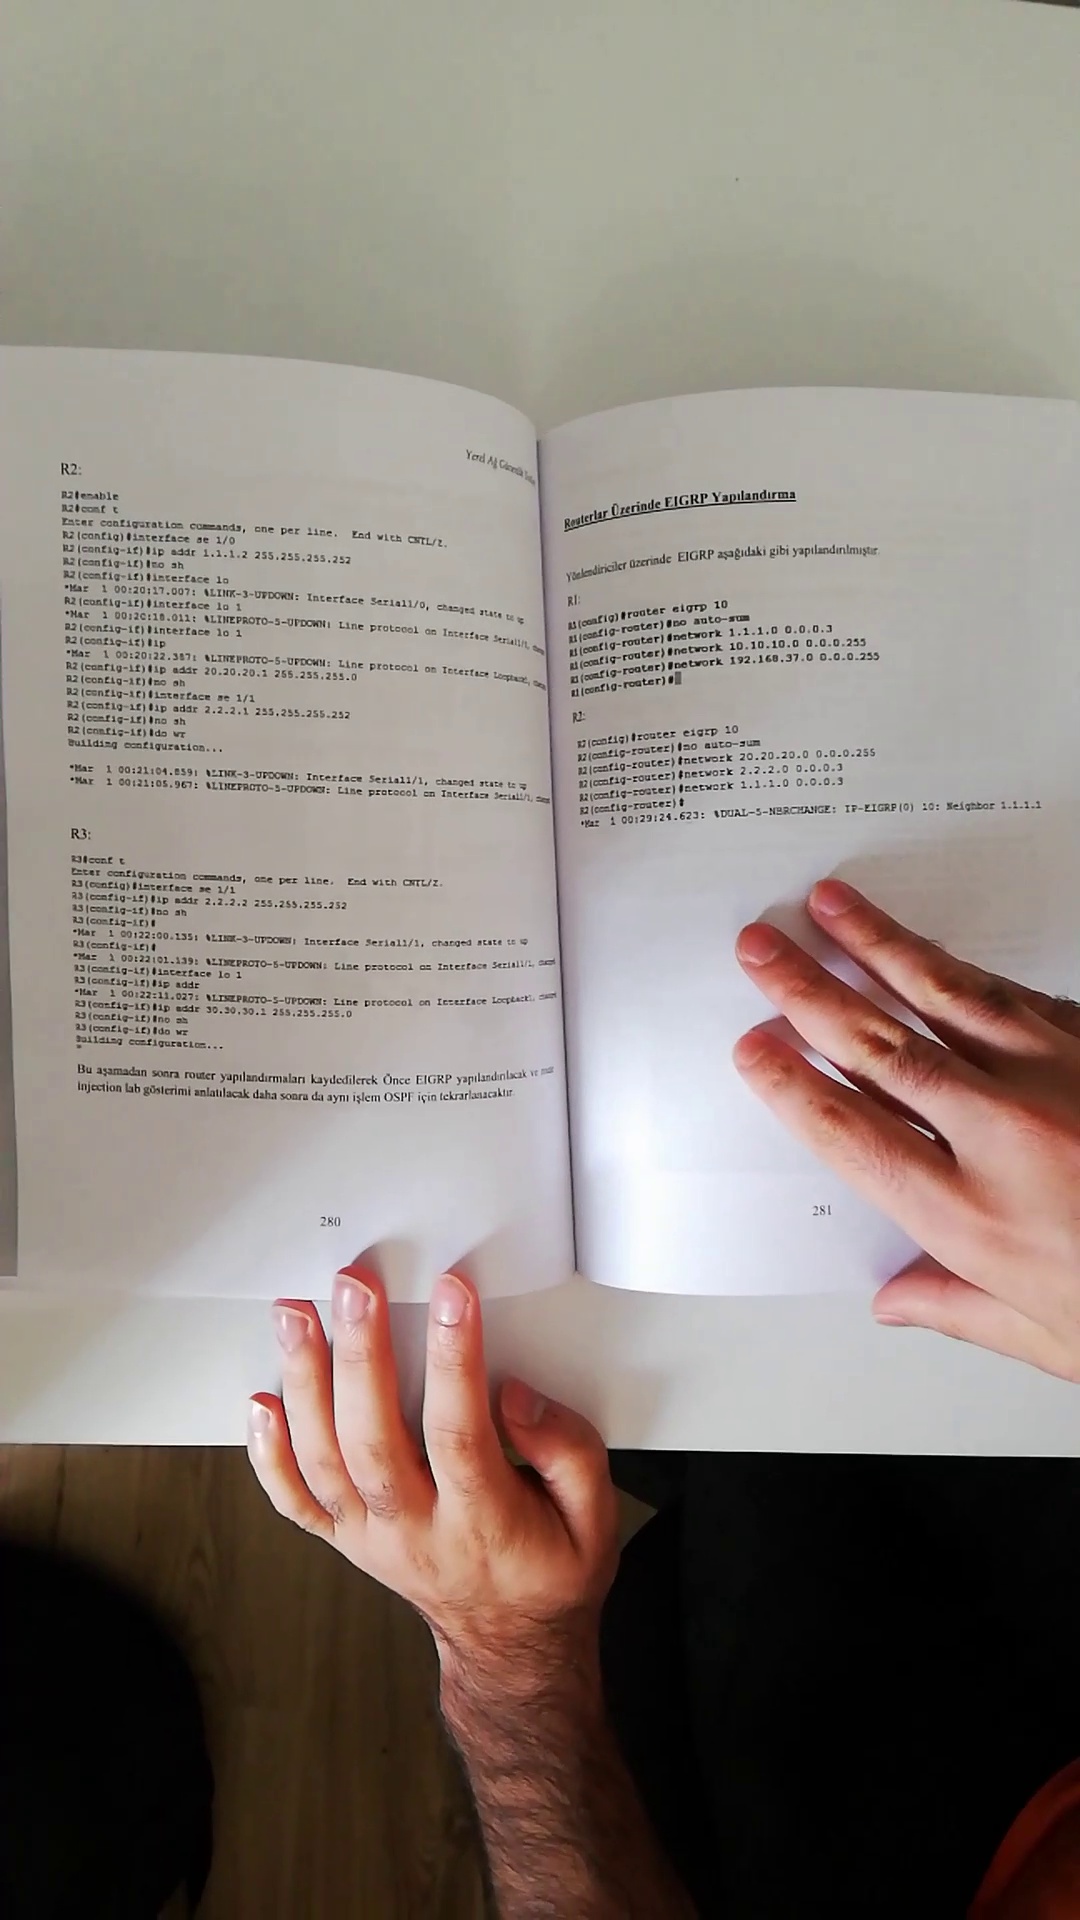 Yerel Ağ Güvenlik
R2:
R2#enable
R2#conf t
Enter configuration commands, one per line.  End with CNTL/Z.
R2(config)#interface se 1/0
R2(config-if)#ip addr 1.1.1.2 255.255.255.252
R2(config-if)#no sh
R2(config-if)#interface lo
*Mar  1 00:20:17.007: %LINK-3-UPDOWN: Interface Serial1/0, changed state to up
R2(config-if)#interface lo 1
*Mar  1 00:20:18.011: %LINEPROTO-5-UPDOWN: Line protocol on Interface Serial1/1,
R2(config-if)#interface lo 1
R2(config-if)#ip
*Mar  1 00:20:22.387: %LINEPROTO-5-UPDOWN: Line protocol on Interface Loopback1,
R2(config-if)#ip addr 20.20.20.1 255.255.255.0
R2(config-if)#no sh
R2(config-if)#interface se 1/1
R2(config-if)#ip addr 2.2.2.1 255.255.255.252
R2(config-if)#no sh
R2(config-if)#do wr
Building configuration...
*Mar  1 00:21:04.859: %LINK-3-UPDOWN: Interface Serial1/1, changed state to up
*Mar  1 00:21:05.967: %LINEPROTO-5-UPDOWN: Line protocol on Interface Serial1/1,
R3:
R3#conf t
Enter configuration commands, one per line.  End with CNTL/Z.
R3(config)#interface se 1/1
R3(config-if)#ip addr 2.2.2.2 255.255.255.252
R3(config-if)#no sh
R3(config-if)#
*Mar  1 00:22:00.135: %LINK-3-UPDOWN: Interface Serial1/1, changed state to up
R3(config-if)#
*Mar  1 00:22:01.139: %LINEPROTO-5-UPDOWN: Line protocol on Interface Serial1/1,
R3(config-if)#interface lo 1
R3(config-if)#ip addr
*Mar  1 00:22:11.027: %LINEPROTO-5-UPDOWN: Line protocol on Interface Loopback1,
R3(config-if)#ip addr 30.30.30.1 255.255.255.0
R3(config-if)#no sh
R3(config-if)#do wr
Building configuration...
Bu aşamadan sonra router yapılandırmaları kaydedilerek Önce EIGRP yapılandırılacak ve
injection lab gösterimi anlatılacak daha sonra da aynı işlem OSPF için tekrarlanacaktır.
280
Routerlar Üzerinde EIGRP Yapılandırma
Yönlendiriciler üzerinde EIGRP aşağıdaki gibi yapılandırılmıştır.
R1:
R1(config)#router eigrp 10
R1(config-router)#no auto-sum
R1(config-router)#network 1.1.1.0 0.0.0.3
R1(config-router)#network 10.10.10.0 0.0.0.255
R1(config-router)#network 192.168.37.0 0.0.0.255
R1(config-router)#
R2:
R2(config)#router eigrp 10
R2(config-router)#no auto-sum
R2(config-router)#network 20.20.20.0 0.0.0.255
R2(config-router)#network 2.2.2.0 0.0.0.3
R2(config-router)#network 1.1.1.0 0.0.0.3
R2(config-router)#
*Mar  1 00:29:24.623: %DUAL-5-NBRCHANGE: IP-EIGRP(0) 10: Neighbor 1.1.1.1
281